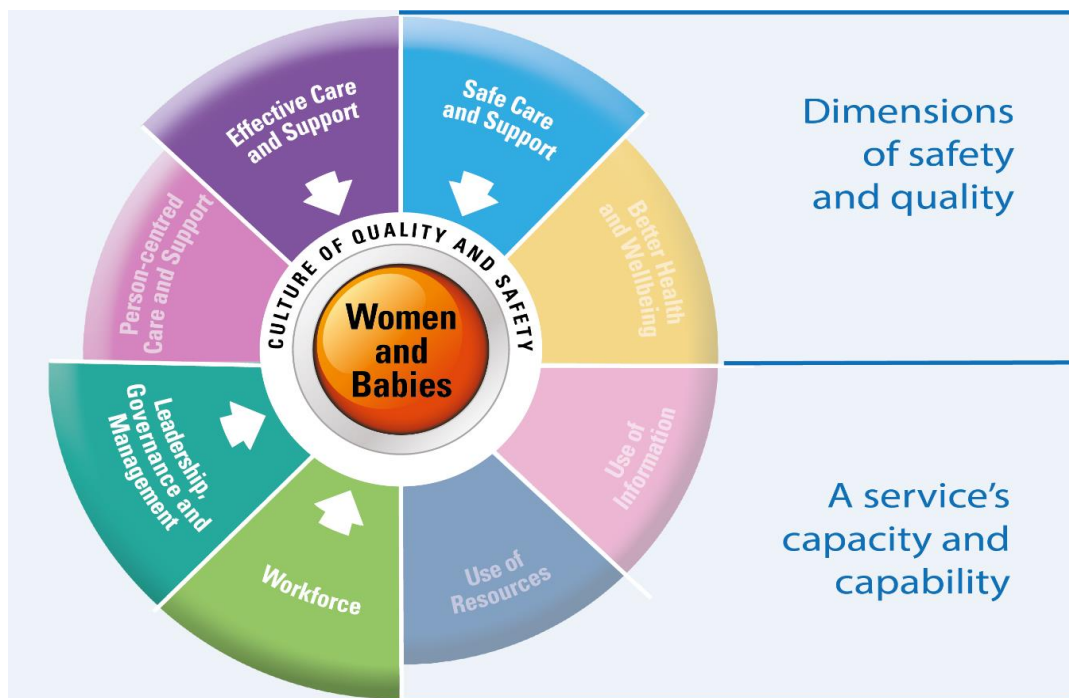 Effective Care
and Support
Safe Care
and Support
Dimensions
of safety
and quality
Person-centred
Care and Support
Better Health
and Wellbeing
CULTURE OF QUALITY AND SAFETY
Women
and
Babies
Leadership,
Governance and
Management
Use of
Information
Workforce
Use of
Resources
A service's
capacity and
capability